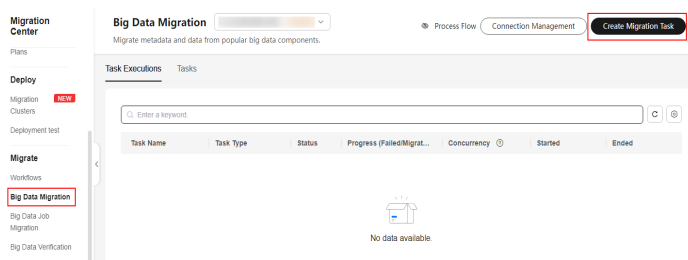 Migration
Center
Plans
Deploy
Migration NEW
Clusters
Deployment test
Migrate
Workflows
Big Data Migration
Big Data Job
Migration
Big Data Verification
Big Data Migration
Process Flow
Connection Management
Create Migration Task
Migrate metadata and data from popular big data components.
Task Executions Tasks
Enter a keyword.
Task Name Task Type Status Progress (Failed/Migrat... Concurrency Started Ended
No data available.